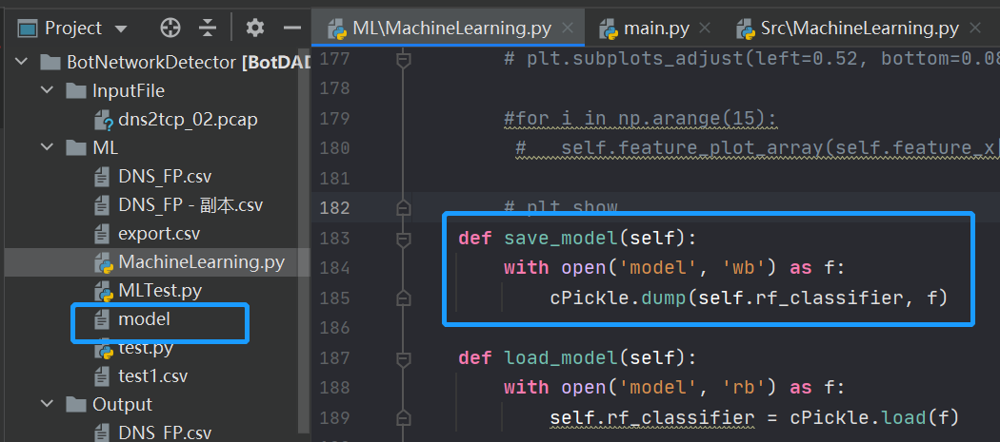 Project
ML\MachineLearning.py
main.py
Src\MachineLearning.py
BotNetworkDetector [BotDAD
InputFile
dns2tcp_02.pcap
ML
DNS_FP.csv
DNS_FP - 副本.csv
export.csv
MachineLearning.py
MLTest.py
model
test.py
test1.csv
Output
DNS_FP.csv
177 # plt.subplots_adjust(left=0.52, bottom=0.08
178
179 #for i in np.arange(15):
180 # self.feature_plot_array(self.feature_x[
181
182 # plt.show
183 def save_model(self):
184 with open('model', 'wb') as f:
185 cPickle.dump(self.rf_classifier, f)
186
187 def load_model(self):
188 with open('model', 'rb') as f:
189 self.rf_classifier = cPickle.load(f)